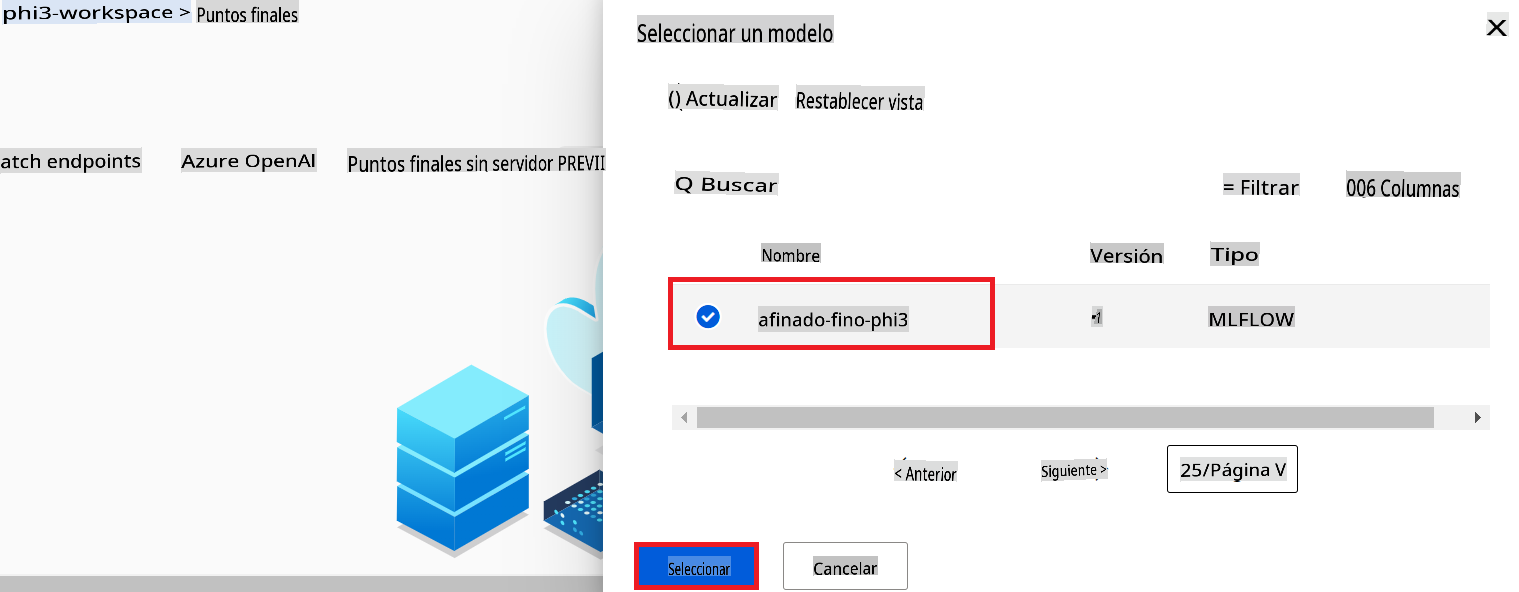 phi3-workspace > Puntos finales
Seleccionar un modelo
() Actualizar Restablecer vista
atch endpoints Azure OpenAI Puntos finales sin servidor PREVII
Q Buscar = Filtrar 006 Columnas
Nombre Versión Tipo
afinado-fino-phi3 1 MLFLOW
< Anterior Siguiente > 25/Página V
Seleccionar Cancelar